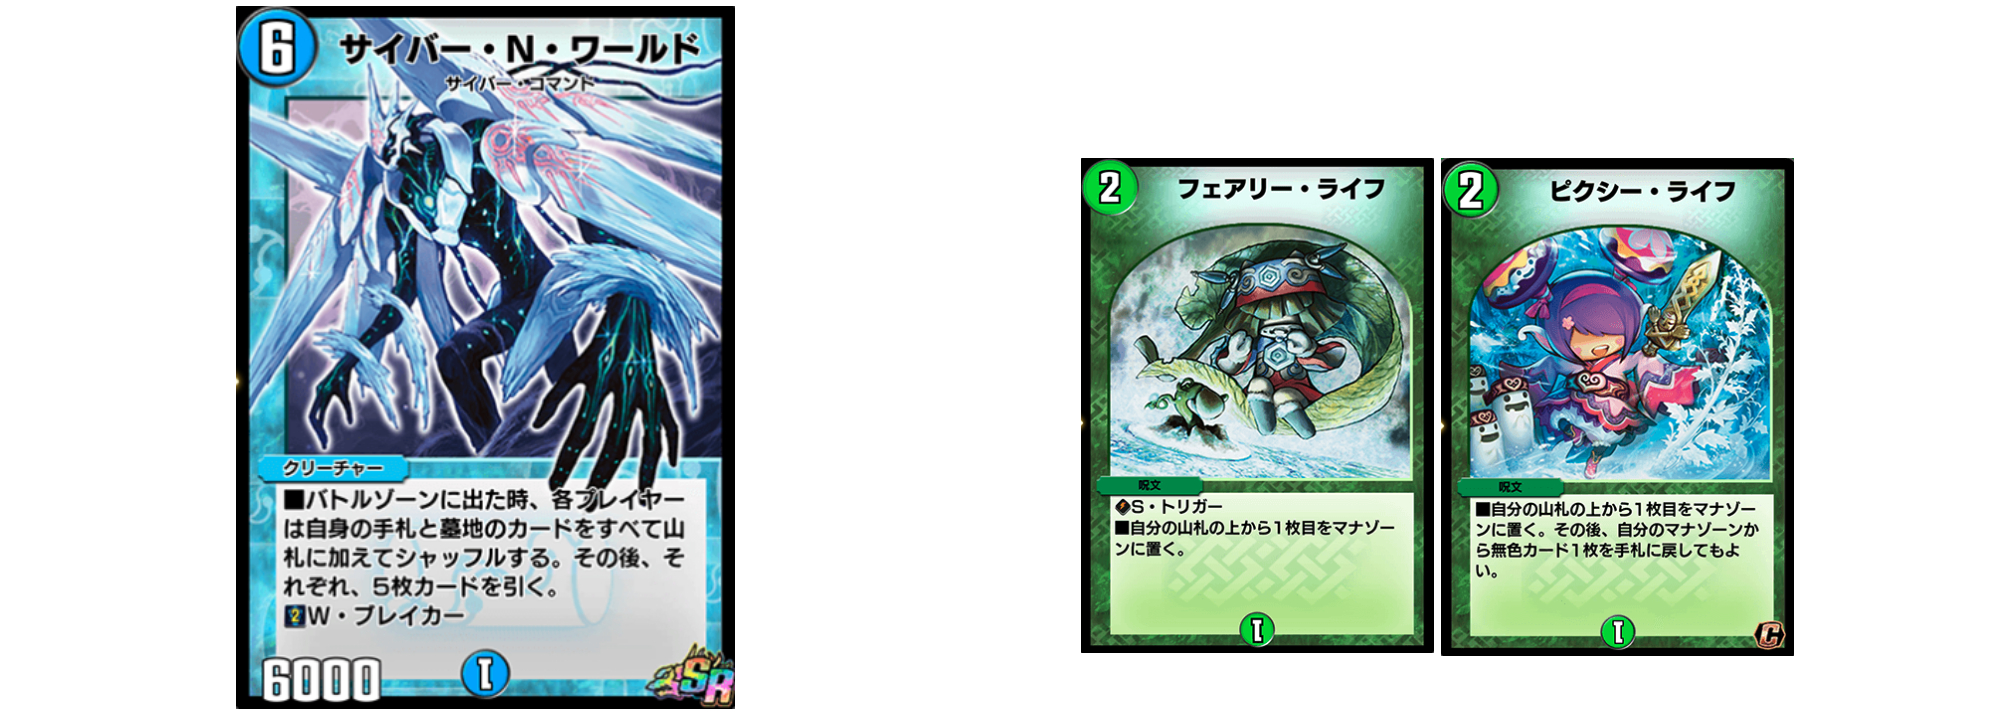 6
サイバー・N・ワールド
サイバー・コマンド
クリーチャー
■バトルゾーンに出た時、各プレイヤー
は自身の手札と墓地のカードをすべて山
札に加えてシャッフルする。その後、そ
れぞれ、5枚カードを引く。
2 W・ブレイカー
6000
1
SR
2
フェアリー・ライフ
呪文
S・トリガー
■自分の山札の上から1枚目をマナゾー
ンに置く。
1
2
ピクシー・ライフ
呪文
■自分の山札の上から1枚目をマナゾー
ンに置く。その後、自分のマナゾーンか
ら無色カード1枚を手札に戻してもよ
い。
1
C